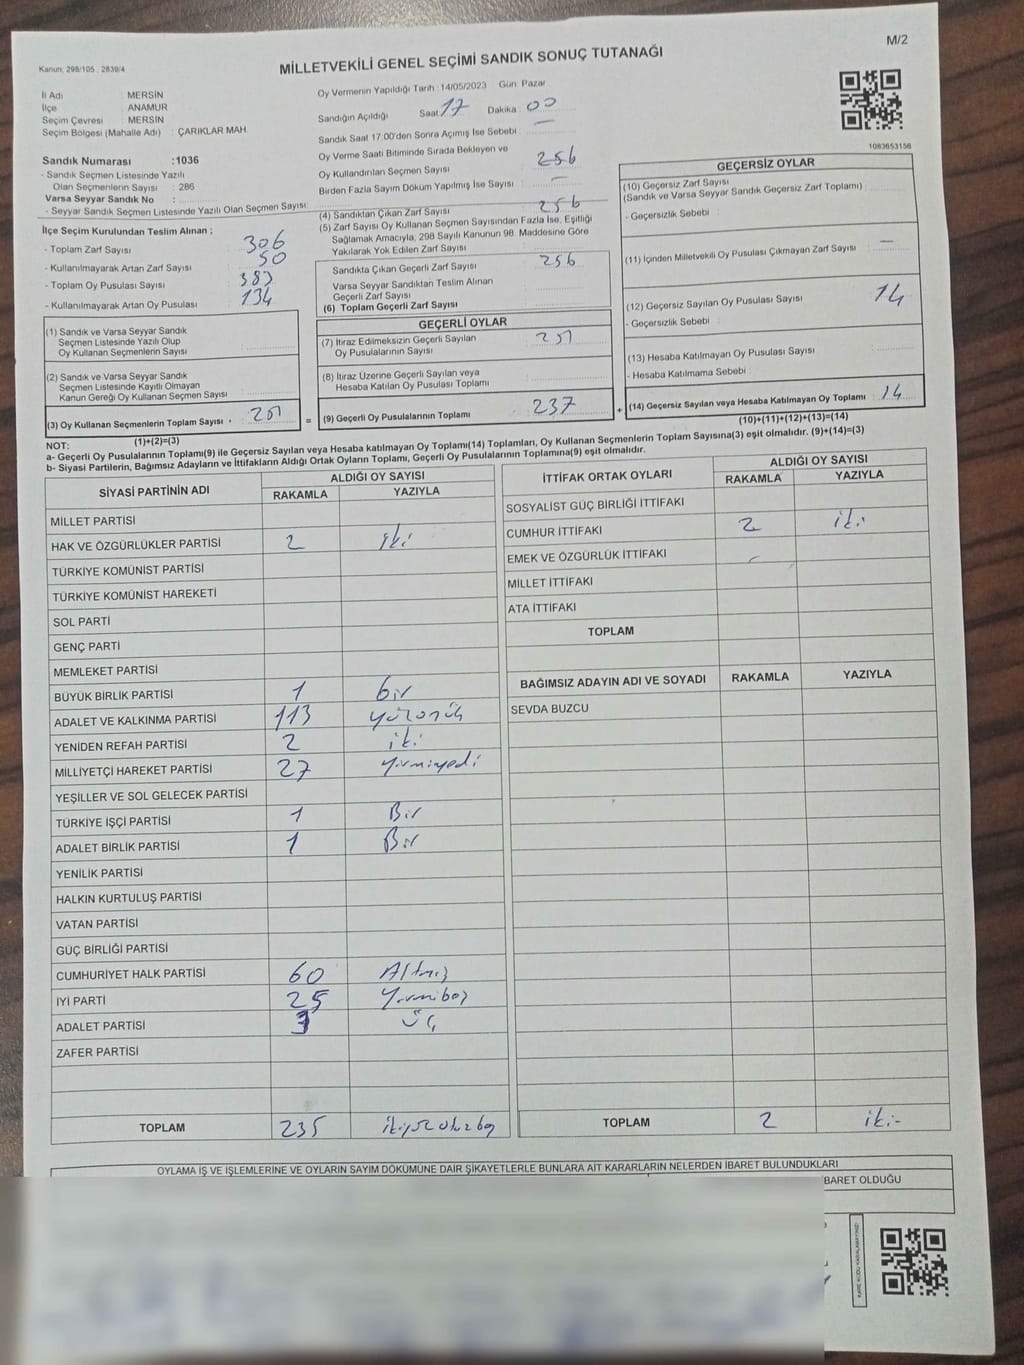 M/2
Kanun: 298/105, 2839/4
MİLLETVEKİLİ GENEL SEÇİMİ SANDIK SONUÇ TUTANAĞI
İl Adı : MERSİN
İlçe : ANAMUR
Seçim Çevresi : MERSİN
Seçim Bölgesi (Mahalle Adı) : ÇARIKLAR MAH.
Sandık Numarası :1036
- Sandık Seçmen Listesinde Yazılı
Olan Seçmenlerin Sayısı : 286
Varsa Seyyar Sandık No :
- Seyyar Sandık Seçmen Listesinde Yazılı Olan Seçmen Sayısı:
İlçe Seçim Kurulundan Teslim Alınan :
- Toplam Zarf Sayısı : 306
- Kullanılmayarak Artan Zarf Sayısı : 50
- Toplam Oy Pusulası Sayısı : 383
- Kullanılmayarak Artan Oy Pusulası : 134
Oy Vermenin Yapıldığı Tarih :14/05/2023 Gün: Pazar
Sandığın Açıldığı Saat 17 Dakika 00
Sandık Saat 17.00'den Sonra Açımış İse Sebebi : —
Oy Verme Saati Bitiminde Sırada Bekleyen ve
Oy Kullandırılan Seçmen Sayısı : 256
Birden Fazla Sayım Döküm Yapılmış İse Sayısı : —
(4) Sandıktan Çıkan Zarf Sayısı : 256
(5) Zarf Sayısı Oy Kullanan Seçmen Sayısından Fazla İse, Eşitliği
Sağlamak Amacıyla, 298 Sayılı Kanunun 98. Maddesine Göre
Yakılarak Yok Edilen Zarf Sayısı :
Sandıkta Çıkan Geçerli Zarf Sayısı : 256
Varsa Seyyar Sandıktan Teslim Alınan
Geçerli Zarf Sayısı :
(6) Toplam Geçerli Zarf Sayısı :
1083653156
GEÇERSİZ OYLAR
(10) Geçersiz Zarf Sayısı
(Sandık ve Varsa Seyyar Sandık Geçersiz Zarf Toplamı) :
- Geçersizlik Sebebi :
(11) İçinden Milletvekili Oy Pusulası Çıkmayan Zarf Sayısı : —
(12) Geçersiz Sayılan Oy Pusulası Sayısı : 14
- Geçersizlik Sebebi :
(13) Hesaba Katılmayan Oy Pusulası Sayısı :
- Hesaba Katılmama Sebebi :
(14) Geçersiz Sayılan veya Hesaba Katılmayan Oy Toplamı : 14
(10)+(11)+(12)+(13)=(14)
(1) Sandık ve Varsa Seyyar Sandık
Seçmen Listesinde Yazılı Olup
Oy Kullanan Seçmenlerin Sayısı :
(2) Sandık ve Varsa Seyyar Sandık
Seçmen Listesinde Kayıtlı Olmayan
Kanun Gereği Oy Kullanan Seçmen Sayısı :
(3) Oy Kullanan Seçmenlerin Toplam Sayısı : 251
(1)+(2)=(3)
GEÇERLİ OYLAR
(7) İtiraz Edilmeksizin Geçerli Sayılan
Oy Pusulalarının Sayısı : 251
(8) İtiraz Üzerine Geçerli Sayılan veya
Hesaba Katılan Oy Pusulası Toplamı :
(9) Geçerli Oy Pusulalarının Toplamı : 237
NOT:
a- Geçerli Oy Pusulalarının Toplamı(9) ile Geçersiz Sayılan veya Hesaba katılmayan Oy Toplamı(14) Toplamları, Oy Kullanan Seçmenlerin Toplam Sayısına(3) eşit olmalıdır. (9)+(14)=(3)
b- Siyasi Partilerin, Bağımsız Adayların ve İttifakların Aldığı Ortak Oyların Toplamı, Geçerli Oy Pusulalarının Toplamına(9) eşit olmalıdır.
SİYASİ PARTİNİN ADI ALDIĞI OY SAYISI
RAKAMLA YAZIYLA
MİLLET PARTİSİ
HAK VE ÖZGÜRLÜKLER PARTİSİ 2 iki
TÜRKİYE KOMÜNİST PARTİSİ
TÜRKİYE KOMÜNİST HAREKETİ
SOL PARTİ
GENÇ PARTİ
MEMLEKET PARTİSİ
BÜYÜK BİRLİK PARTİSİ 1 bir
ADALET VE KALKINMA PARTİSİ 113
YENİDEN REFAH PARTİSİ 2 iki
MİLLİYETÇİ HAREKET PARTİSİ 27 yirmiyedi
YEŞİLLER VE SOL GELECEK PARTİSİ
TÜRKİYE İŞÇİ PARTİSİ 1 Bir
ADALET BİRLİK PARTİSİ 1 Bir
YENİLİK PARTİSİ
HALKIN KURTULUŞ PARTİSİ
VATAN PARTİSİ
GÜÇ BİRLİĞİ PARTİSİ
CUMHURİYET HALK PARTİSİ 60 Altmış
İYİ PARTİ 25 Yirmibeş
ADALET PARTİSİ 3 üç
ZAFER PARTİSİ
TOPLAM 235 ikiyüz otuzbeş
İTTİFAK ORTAK OYLARI ALDIĞI OY SAYISI
RAKAMLA YAZIYLA
SOSYALİST GÜÇ BİRLİĞİ İTTİFAKI
CUMHUR İTTİFAKI 2 iki
EMEK VE ÖZGÜRLÜK İTTİFAKI
MİLLET İTTİFAKI
ATA İTTİFAKI
TOPLAM
BAĞIMSIZ ADAYIN ADI VE SOYADI RAKAMLA YAZIYLA
SEVDA BUZCU
TOPLAM 2 iki-
OYLAMA İŞ VE İŞLEMLERİNE VE OYLARIN SAYIM DÖKÜMÜNE DAİR ŞİKAYETLERLE BUNLARA AİT KARARLARIN NELERDEN İBARET BULUNDUKLARI
BARET OLDUĞU